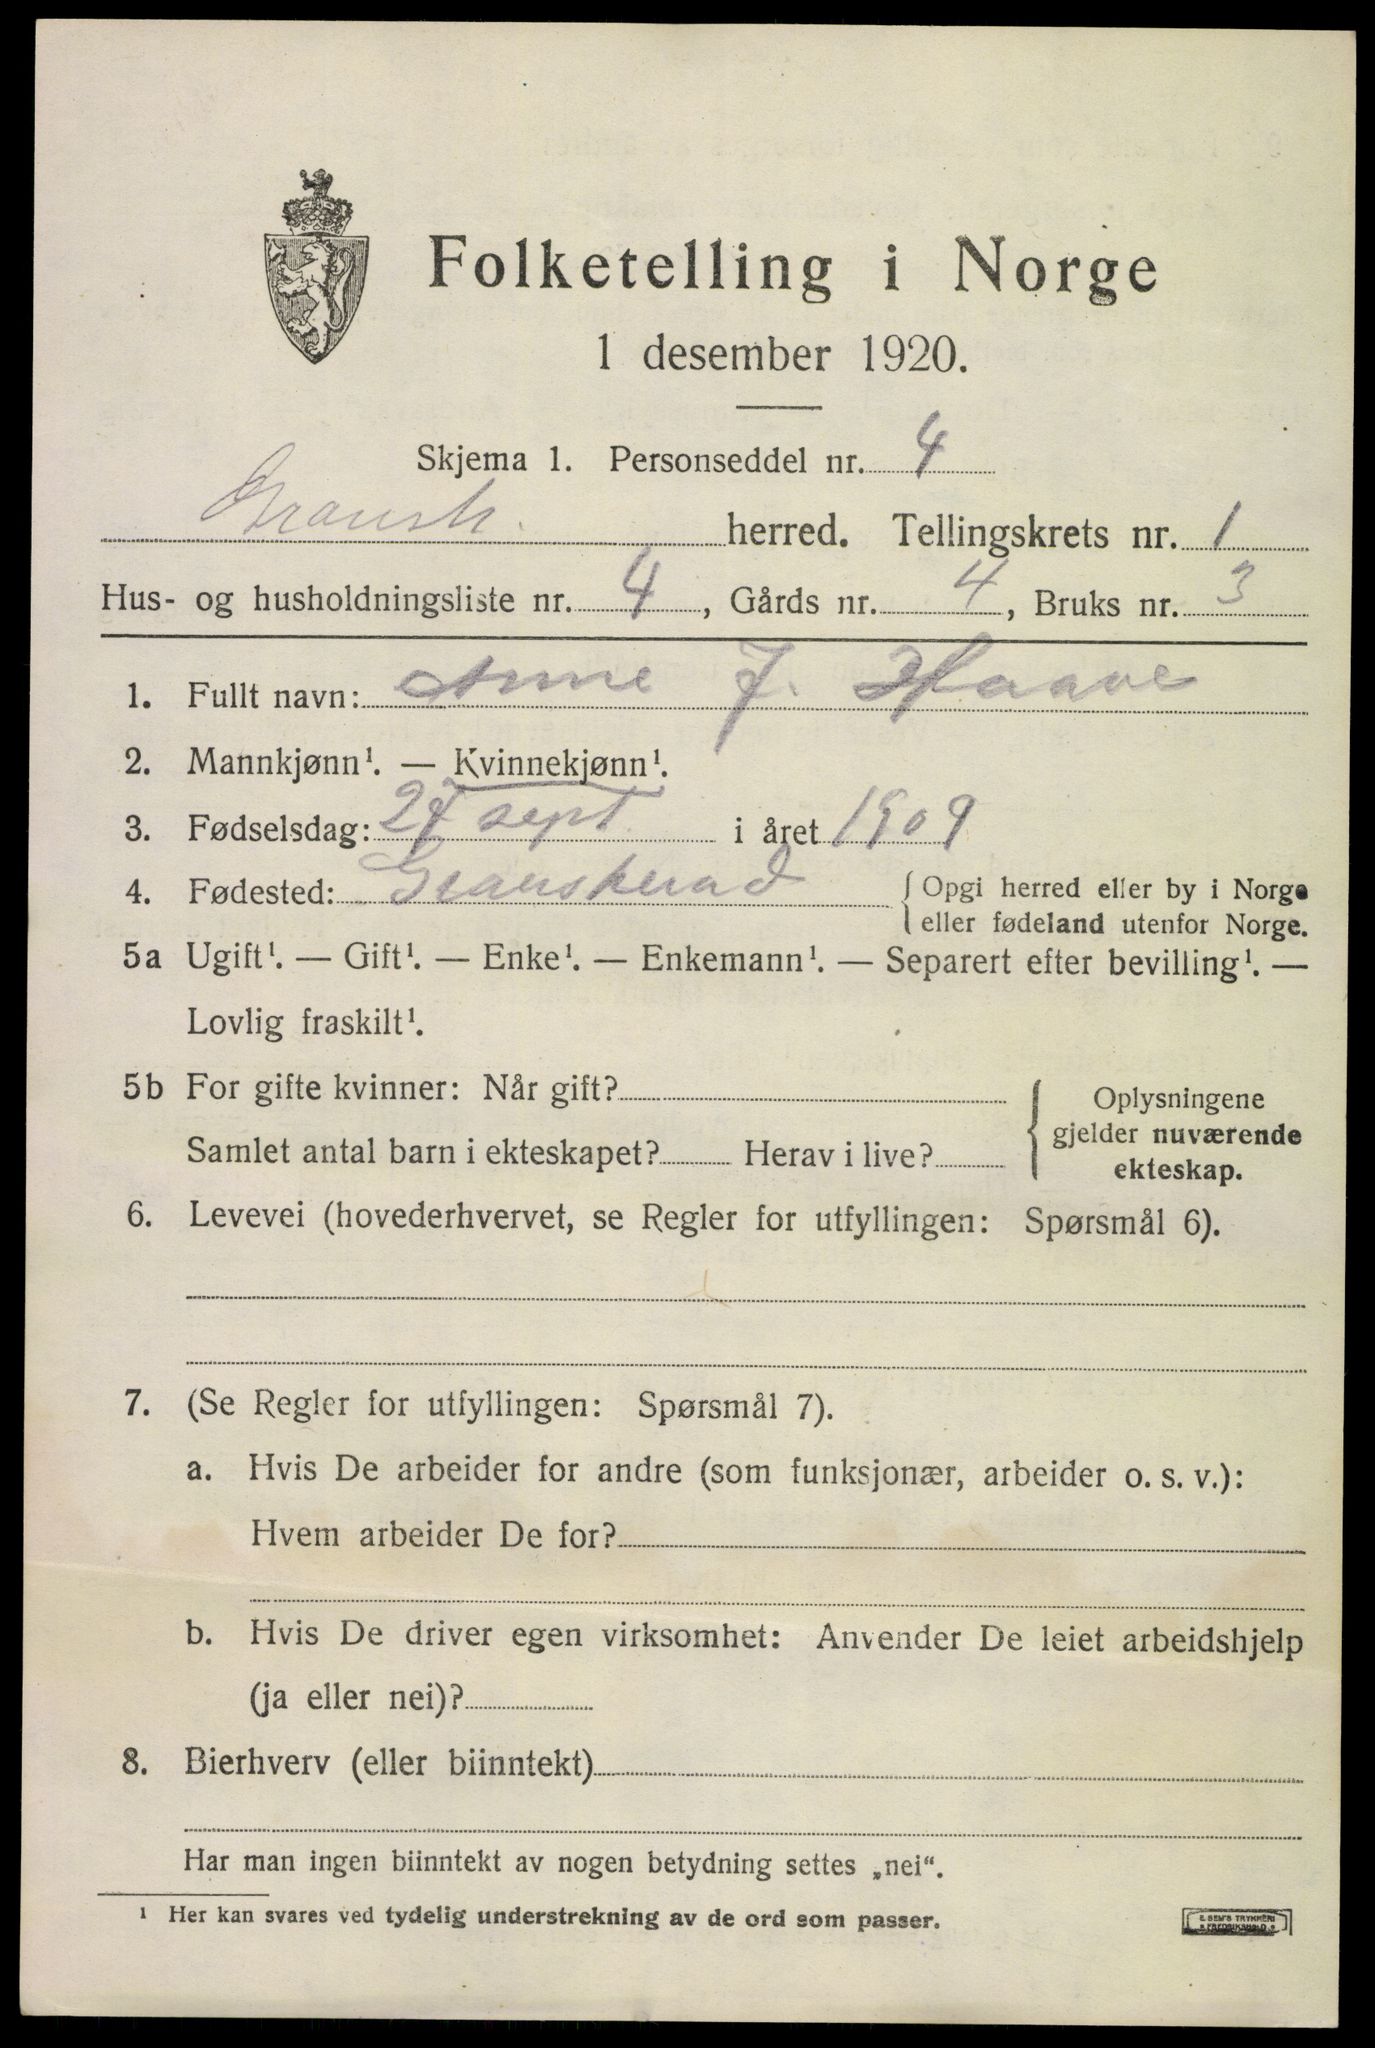 Folketelling i Norge
1 desember 1920.
Skjema 1. Personseddel nr. 4
Gransh. herred. Tellingskrets nr. 1
Hus- og husholdningsliste nr. 4, Gårds nr. 4, Bruks nr. 3
1. Fullt navn: Anne J. Haave
2. Mannkjønn¹. — Kvinnekjønn¹.
3. Fødselsdag: 27 sept. i året 1909
4. Fødested: Gransherad { Opgi herred eller by i Norge
eller fødeland utenfor Norge.
5a Ugift¹. — Gift¹. — Enke¹. — Enkemann¹. — Separert efter bevilling¹. —
Lovlig fraskilt¹.
5b For gifte kvinner: Når gift?
Samlet antal barn i ekteskapet? Herav i live?
{ Oplysningene
gjelder nuværende
ekteskap.
6. Levevei (hovederhvervet, se Regler for utfyllingen: Spørsmål 6).
7. (Se Regler for utfyllingen: Spørsmål 7).
a. Hvis De arbeider for andre (som funksjonær, arbeider o. s. v.):
Hvem arbeider De for?
b. Hvis De driver egen virksomhet: Anvender De leiet arbeidshjelp
(ja eller nei)?
8. Bierhverv (eller biinntekt)
Har man ingen biinntekt av nogen betydning settes „nei“.
¹ Her kan svares ved tydelig understrekning av de ord som passer.
E. SEM'S TRYKKERI
FREDRIKSHALD